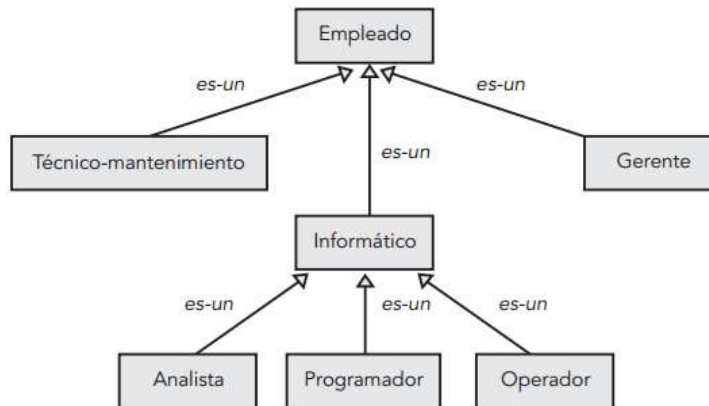 Empleado
es-un
es-un
Técnico-mantenimiento
es-un
Gerente
Informático
es-un
es-un
es-un
Analista
Programador
Operador